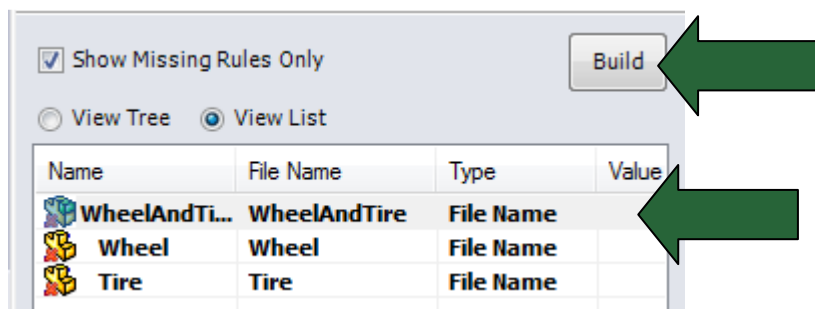 Show Missing Rules Only Build
View Tree View List
Name File Name Type Value
WheelAndTi... WheelAndTire File Name
Wheel Wheel File Name
Tire Tire File Name